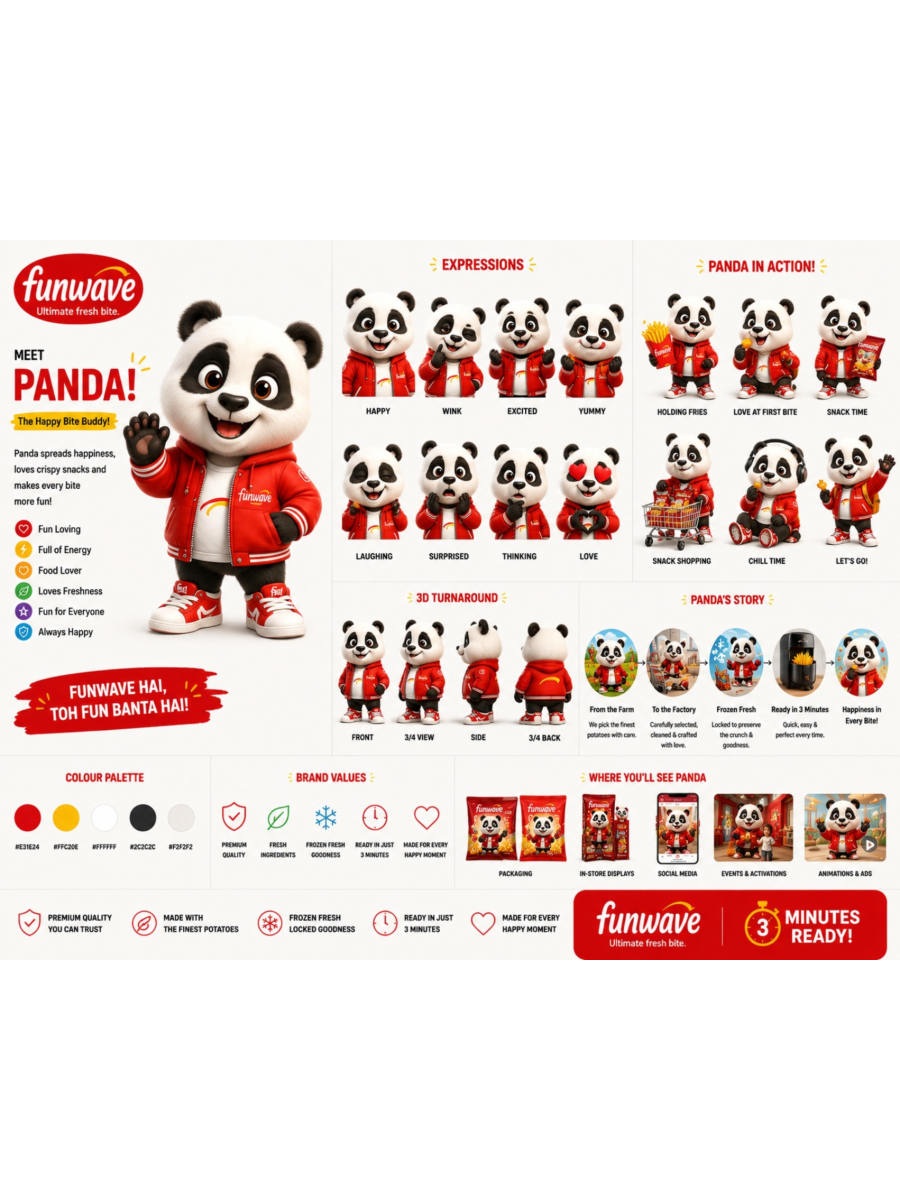 funwave
Ultimate fresh bite.
MEET
PANDA!
The Happy Bite Buddy!
Panda spreads happiness,
loves crispy snacks and
makes every bite
more fun!
Fun Loving
Full of Energy
Food Lover
Loves Freshness
Fun for Everyone
Always Happy
FUNWAVE HAI,
TOH FUN BANTA HAI!
funwave
EXPRESSIONS
HAPPY
WINK
EXCITED
YUMMY
LAUGHING
SURPRISED
THINKING
LOVE
PANDA IN ACTION!
HOLDING FRIES
LOVE AT FIRST BITE
SNACK TIME
SNACK SHOPPING
CHILL TIME
LET'S GO!
3D TURNAROUND
FRONT
3/4 VIEW
SIDE
3/4 BACK
PANDA'S STORY
From the Farm
We pick the finest
potatoes with care.
To the Factory
Carefully selected,
cleaned & crafted
with love.
Frozen Fresh
Locked to preserve
the crunch &
goodness.
Ready in 3 Minutes
Quick, easy &
perfect every time.
Happiness in
Every Bite!
COLOUR PALETTE
#E31E24
#FFC20E
#FFFFFF
#2C2C2C
#F2F2F2
BRAND VALUES
PREMIUM
QUALITY
FRESH
INGREDIENTS
FROZEN FRESH
GOODNESS
READY IN JUST
3 MINUTES
MADE FOR EVERY
HAPPY MOMENT
WHERE YOU'LL SEE PANDA
funwave
funwave
PACKAGING
IN-STORE DISPLAYS
SOCIAL MEDIA
EVENTS & ACTIVATIONS
ANIMATIONS & ADS
PREMIUM QUALITY
YOU CAN TRUST
MADE WITH
THE FINEST POTATOES
FROZEN FRESH
LOCKED GOODNESS
READY IN JUST
3 MINUTES
MADE FOR EVERY
HAPPY MOMENT
funwave
Ultimate fresh bite.
3
MINUTES
READY!